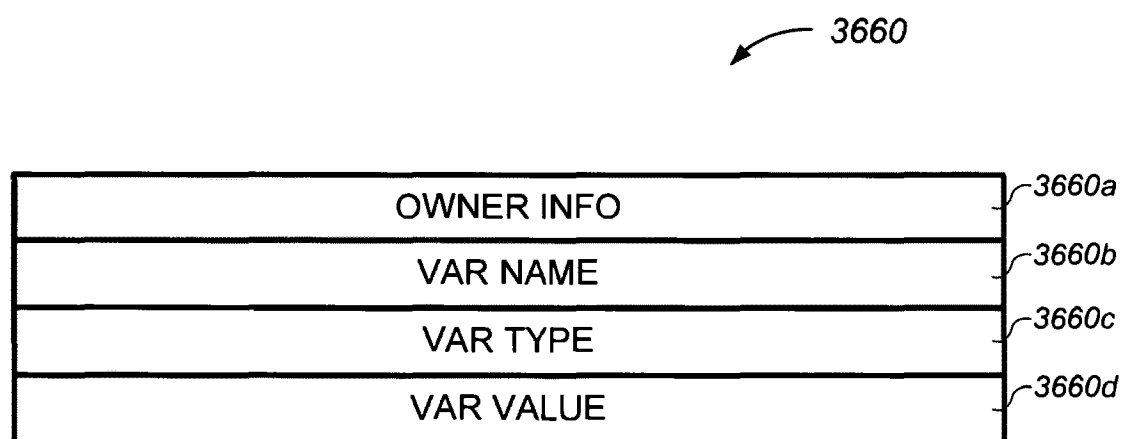 3660
OWNER INFO 3660a
VAR NAME 3660b
VAR TYPE 3660c
VAR VALUE 3660d